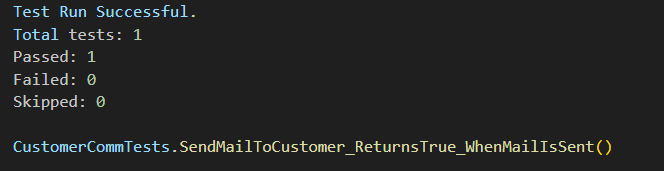 Test Run Successful.
Total tests: 1
Passed: 1
Failed: 0
Skipped: 0
CustomerCommTests.SendMailToCustomer_ReturnsTrue_WhenMailIsSent()